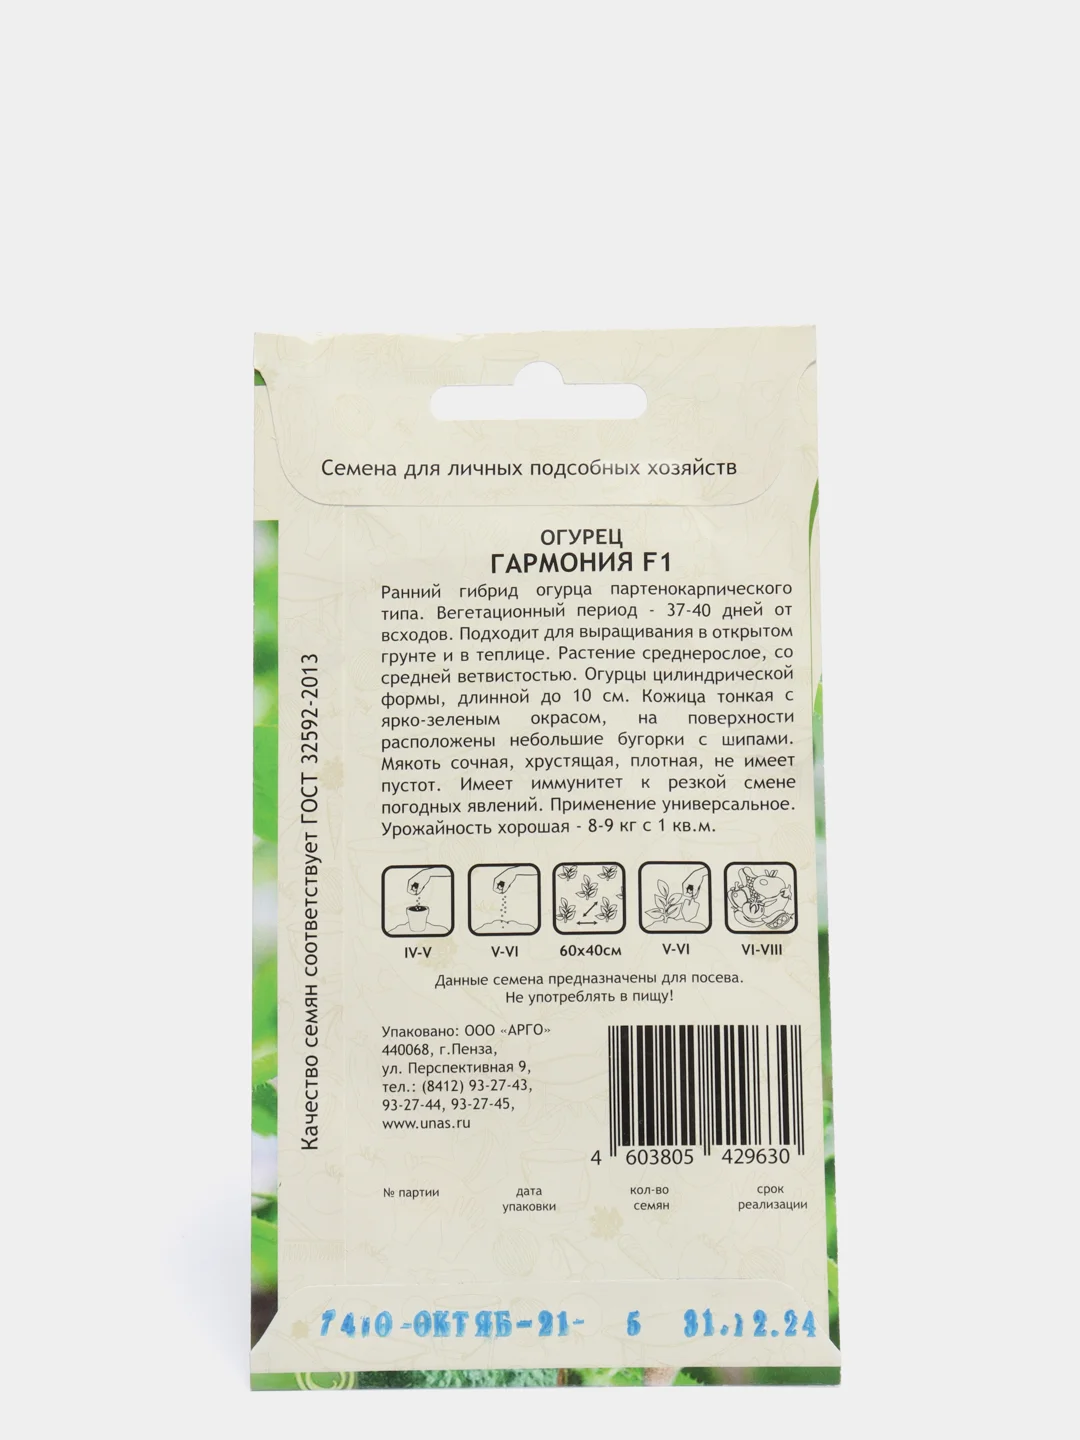 Семена для личных подсобных хозяйств
ОГУРЕЦ
ГАРМОНИЯ F1
Ранний гибрид огурца партенокарпического
типа. Вегетационный период - 37-40 дней от
всходов. Подходит для выращивания в открытом
грунте и в теплице. Растение среднерослое, со
средней ветвистостью. Огурцы цилиндрической
формы, длинной до 10 см. Кожица тонкая с
ярко-зеленым окрасом, на поверхности
расположены небольшие бугорки с шипами.
Мякоть сочная, хрустящая, плотная, не имеет
пустот. Имеет иммунитет к резкой смене
погодных явлений. Применение универсальное.
Урожайность хорошая - 8-9 кг с 1 кв.м.
Качество семян соответствует ГОСТ 32592-2013
IV-V V-VI 60х40см V-VI VI-VIII
Данные семена предназначены для посева.
Не употреблять в пищу!
Упаковано: ООО «АРГО»
440068, г.Пенза,
ул. Перспективная 9,
тел.: (8412) 93-27-43,
93-27-44, 93-27-45,
www.unas.ru
4 603805 429630
№ партии
дата
упаковки
кол-во
семян
срок
реализации
7410-ОКТЯБ-21- 5 31.12.24